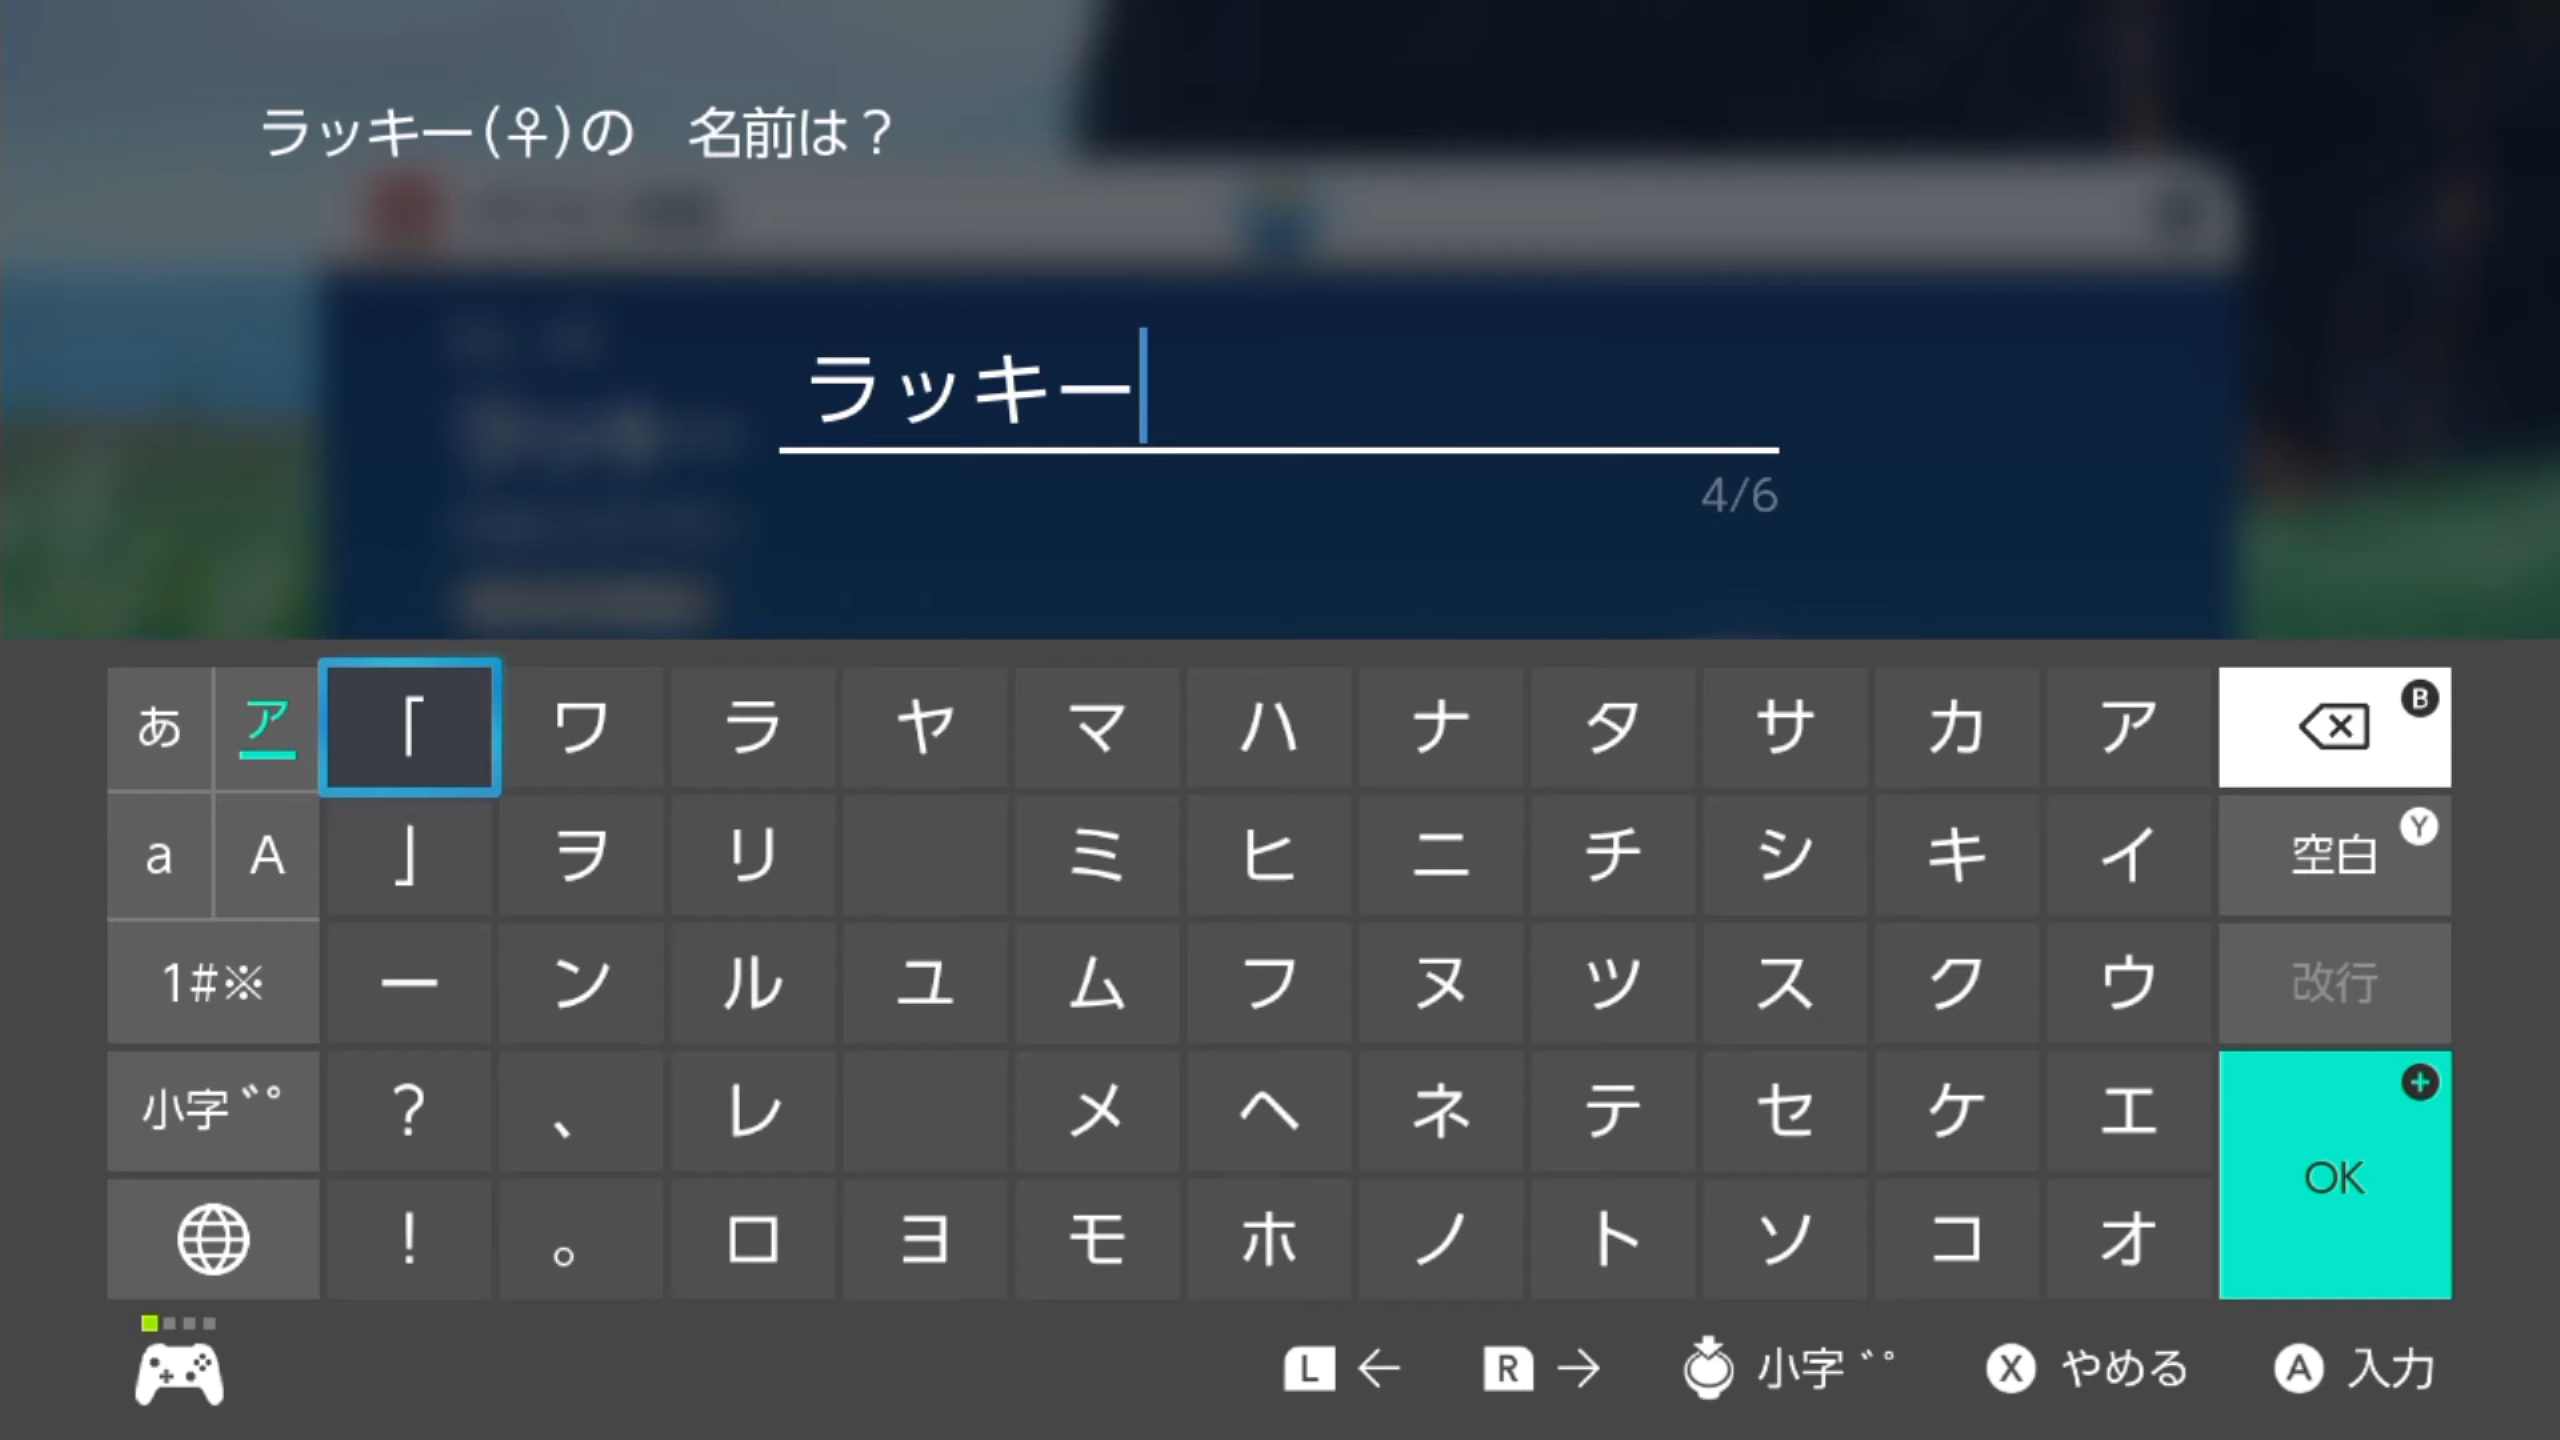 ラッキー(♀)の　名前は？
ラッキー
4/6
あ ア 「 ワ ラ ヤ マ ハ ナ タ サ カ ア B
a A 」 ヲ リ ミ ヒ ニ チ シ キ イ 空白 Y
1#※ ー ン ル ユ ム フ ヌ ツ ス ク ウ 改行
小字゛゜ ？ 、 レ メ ヘ ネ テ セ ケ エ
！ 。 ロ ヨ モ ホ ノ ト ソ コ オ OK
L ← R → 小字゛゜ X やめる A 入力